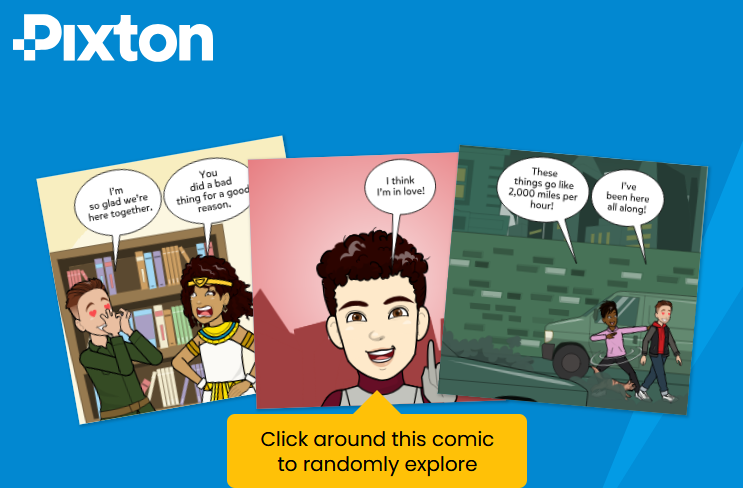 Pixton
I'm
so glad we're
here together.
You
did a bad
thing for a good
reason.
I think
I'm in love!
These
things go like
2,000 miles per
hour!
I've
been here
all along!
Click around this comic
to randomly explore